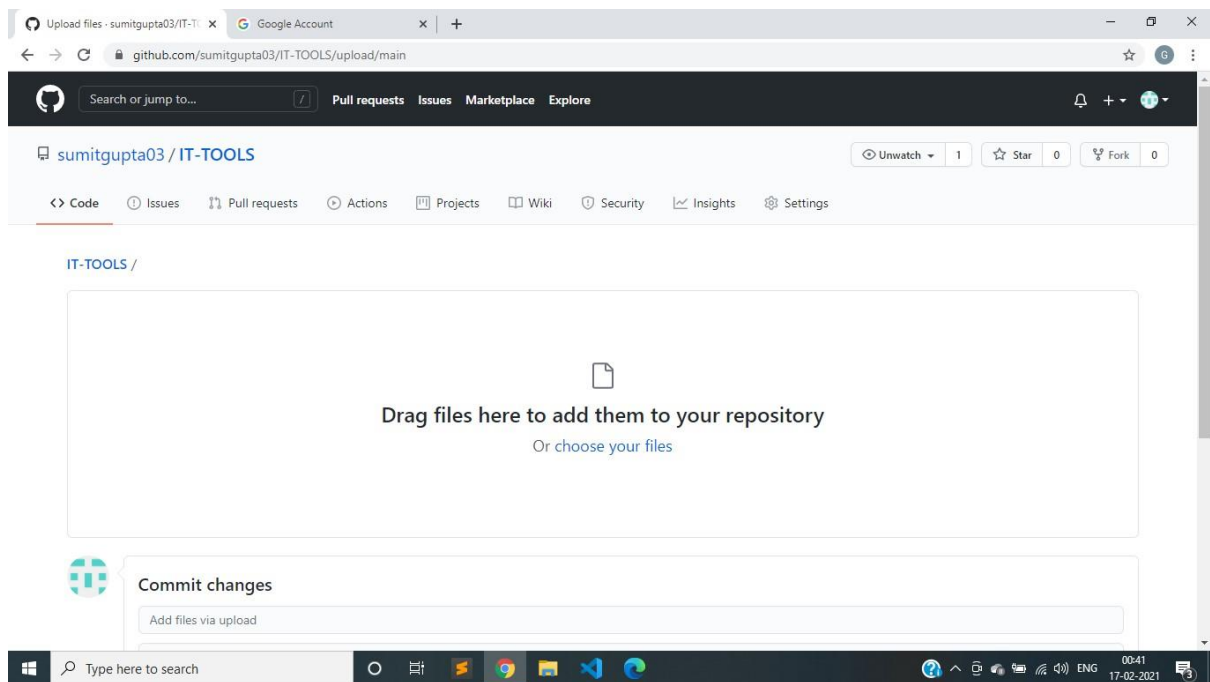 Upload files · sumitgupta03/IT-TO
Google Account
github.com/sumitgupta03/IT-TOOLS/upload/main
G
Search or jump to...
/
Pull requests Issues Marketplace Explore
sumitgupta03 / IT-TOOLS
Unwatch 1 Star 0 Fork 0
<> Code Issues Pull requests Actions Projects Wiki Security Insights Settings
IT-TOOLS /
Drag files here to add them to your repository
Or choose your files
Commit changes
Add files via upload
Type here to search
ENG
00:41
17-02-2021
3